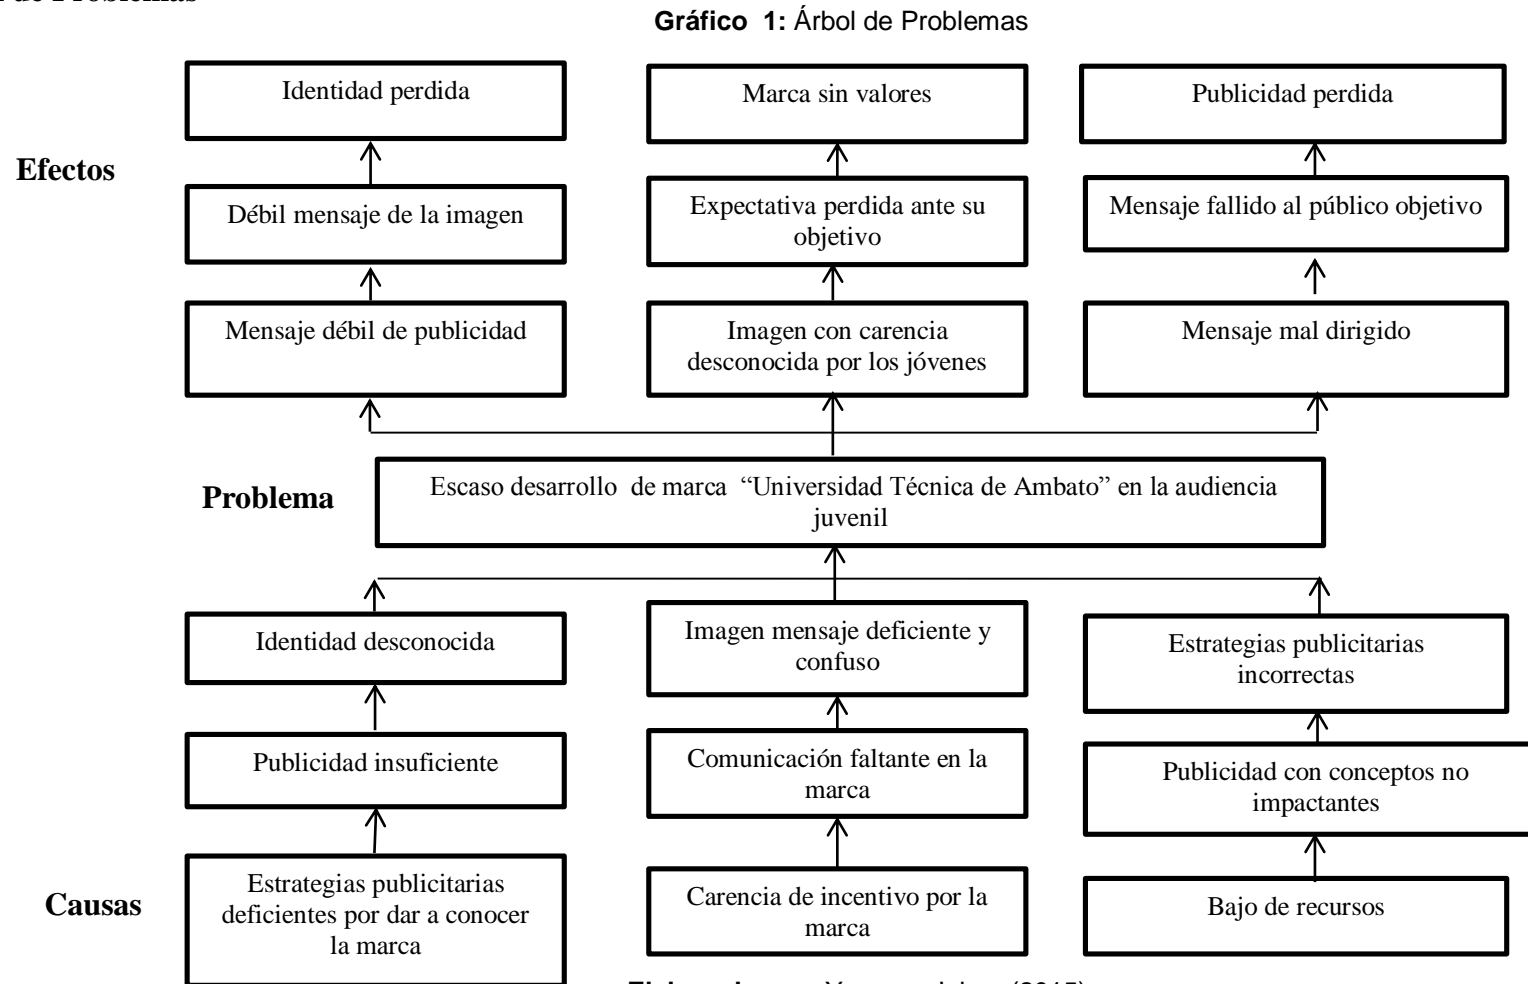 de Problemas
Gráfico 1: Árbol de Problemas
Identidad perdida
Marca sin valores
Publicidad perdida
Efectos
Débil mensaje de la imagen
Expectativa perdida ante su
objetivo
Mensaje fallido al público objetivo
Mensaje débil de publicidad
Imagen con carencia
desconocida por los jóvenes
Mensaje mal dirigido
Problema
Escaso desarrollo de marca “Universidad Técnica de Ambato” en la audiencia
juvenil
Identidad desconocida
Imagen mensaje deficiente y
confuso
Estrategias publicitarias
incorrectas
Publicidad insuficiente
Comunicación faltante en la
marca
Publicidad con conceptos no
impactantes
Causas
Estrategias publicitarias
deficientes por dar a conocer
la marca
Carencia de incentivo por la
marca
Bajo de recursos
(2015)